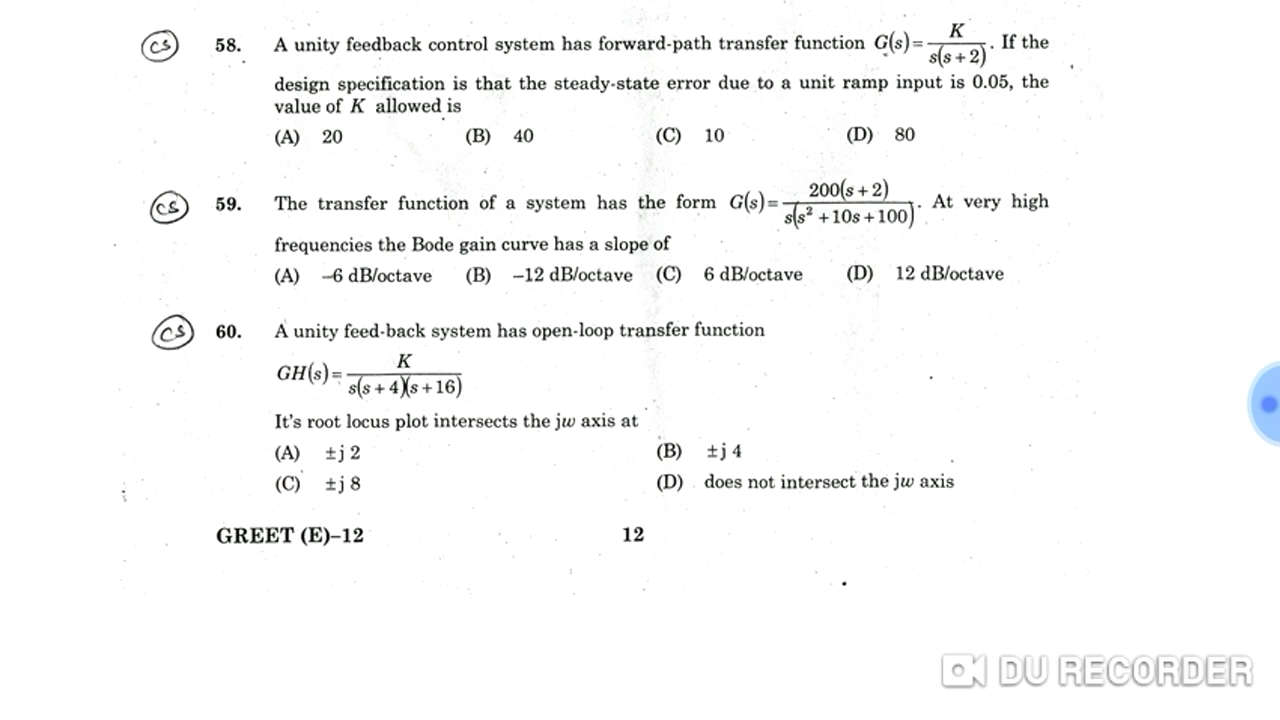 CS 58. A unity feedback control system has forward-path transfer function G(s)=K/s(s+2). If the
design specification is that the steady-state error due to a unit ramp input is 0.05, the
value of K allowed is
(A) 20 (B) 40 (C) 10 (D) 80
CS 59. The transfer function of a system has the form G(s)=200(s+2)/s(s²+10s+100). At very high
frequencies the Bode gain curve has a slope of
(A) –6 dB/octave (B) –12 dB/octave (C) 6 dB/octave (D) 12 dB/octave
CS 60. A unity feed-back system has open-loop transfer function
GH(s)=K/s(s+4)(s+16)
It's root locus plot intersects the jw axis at
(A) ±j 2 (B) ±j 4
(C) ±j 8 (D) does not intersect the jw axis
GREET (E)–12 12
DU RECORDER